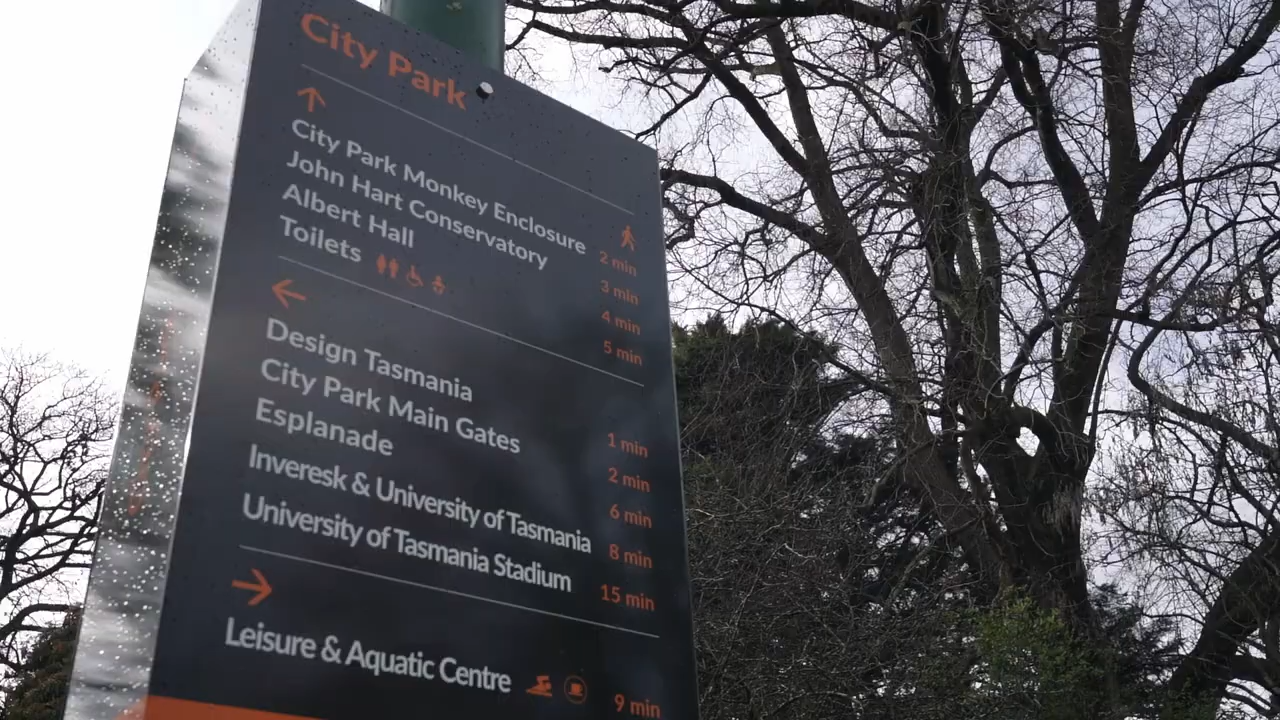 City Park
City Park Monkey Enclosure 2 min
John Hart Conservatory 3 min
Albert Hall 4 min
Toilets 5 min
Design Tasmania 1 min
City Park Main Gates 2 min
Esplanade 6 min
Inveresk & University of Tasmania 8 min
University of Tasmania Stadium 15 min
Leisure & Aquatic Centre 9 min